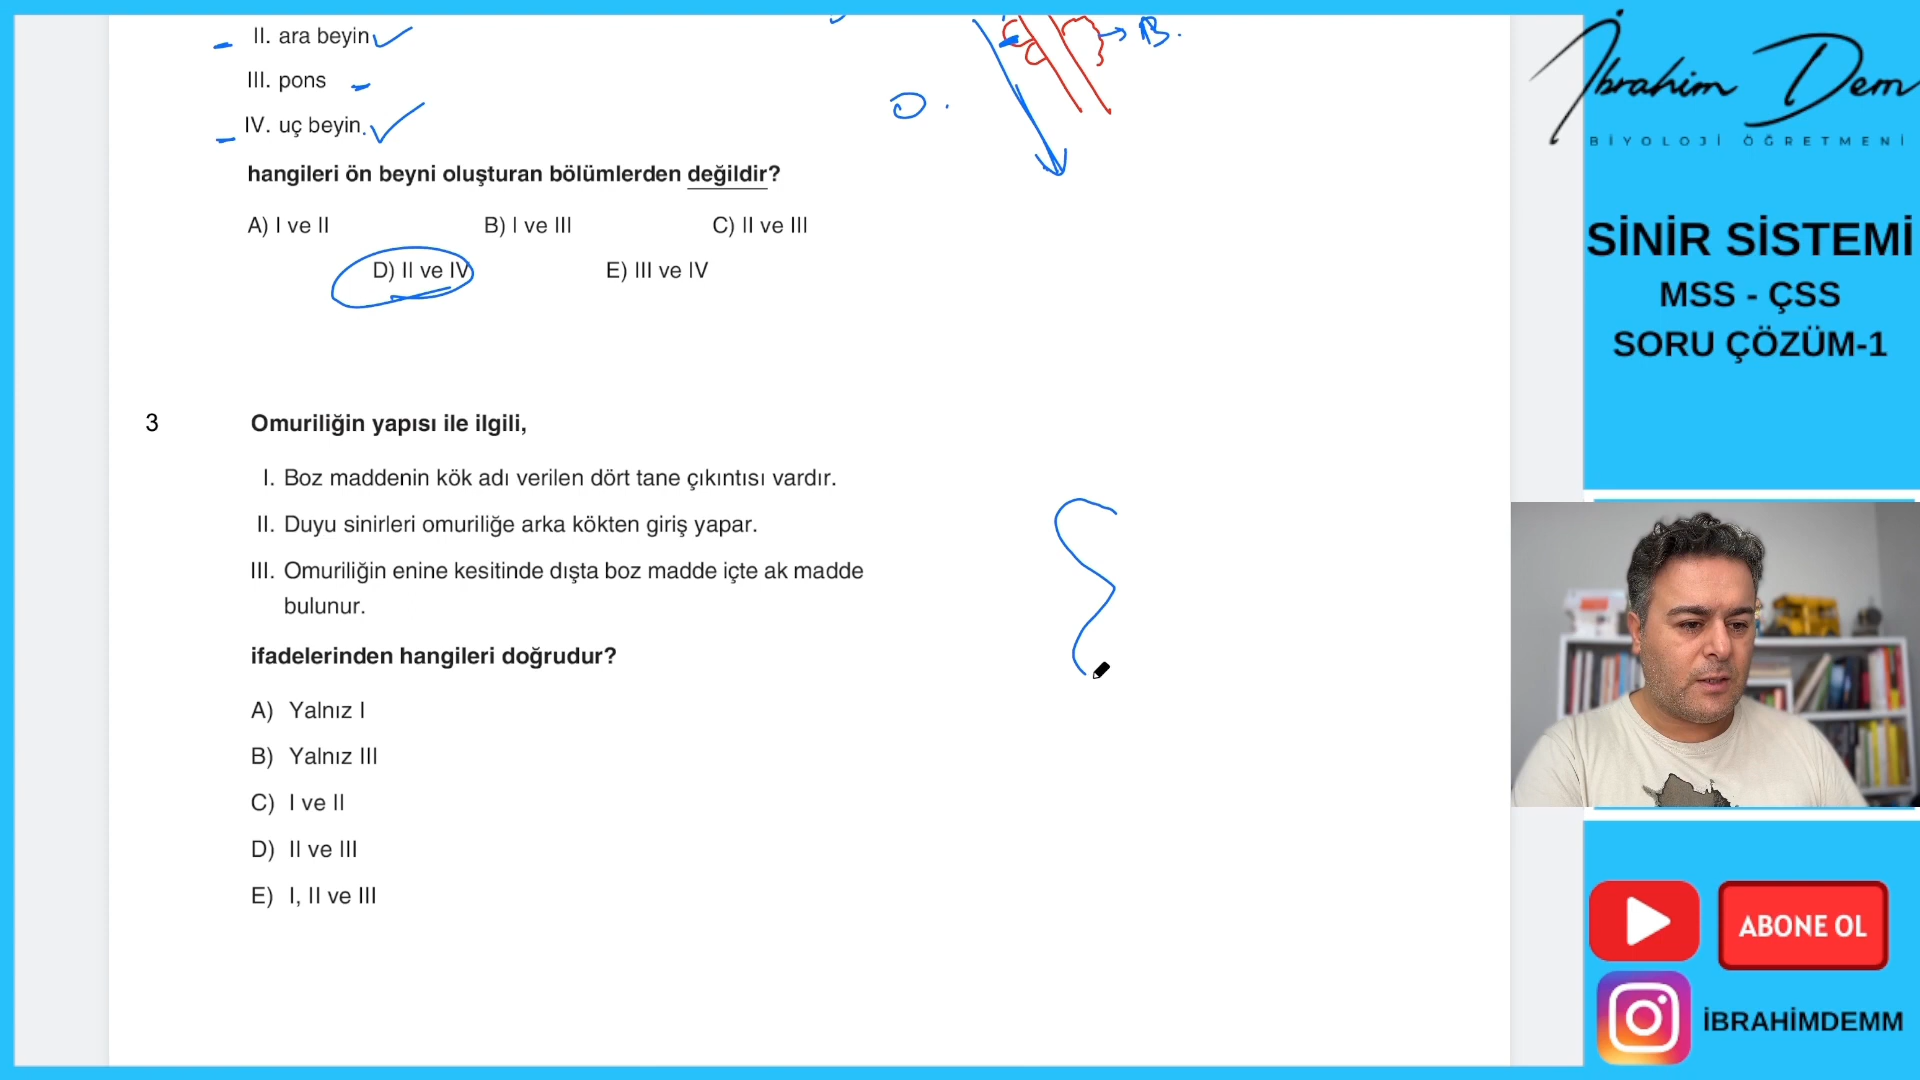 II. ara beyin
III. pons
IV. uç beyin.
hangileri ön beyni oluşturan bölümlerden değildir?
A) I ve II B) I ve III C) II ve III
D) II ve IV E) III ve IV
3 Omuriliğin yapısı ile ilgili,
I. Boz maddenin kök adı verilen dört tane çıkıntısı vardır.
II. Duyu sinirleri omuriliğe arka kökten giriş yapar.
III. Omuriliğin enine kesitinde dışta boz madde içte ak madde
bulunur.
ifadelerinden hangileri doğrudur?
A) Yalnız I
B) Yalnız III
C) I ve II
D) II ve III
E) I, II ve III
B.
O.
İbrahim Dem
BİYOLOJİ ÖĞRETMENİ
SİNİR SİSTEMİ
MSS - ÇSS
SORU ÇÖZÜM-1
ABONE OL
İBRAHİMDEMM